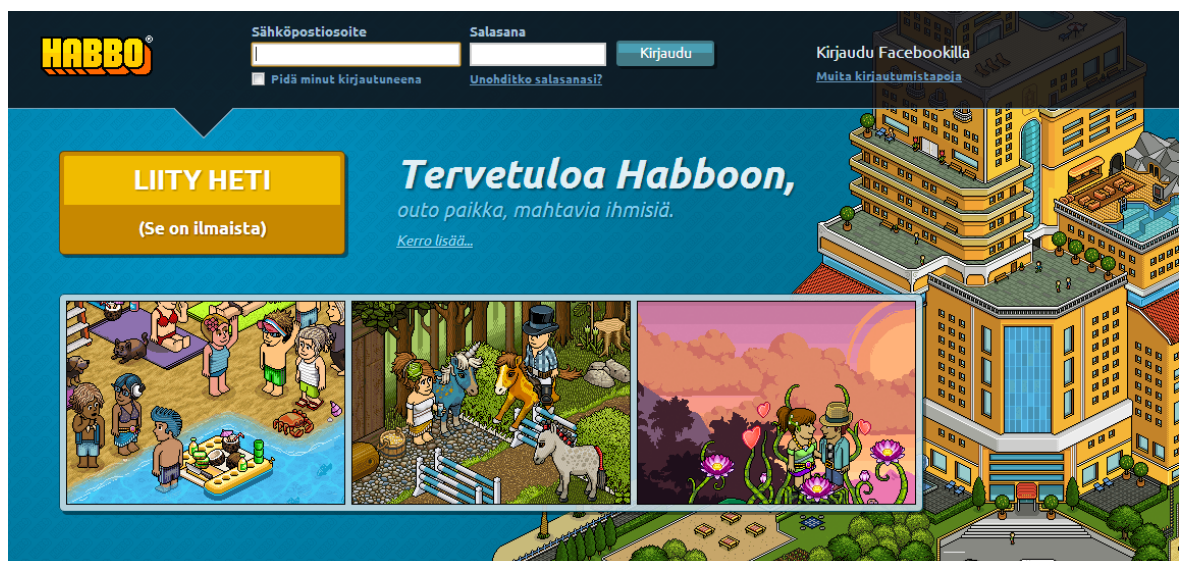 HABBO®
Sähköpostiosoite
Salasana
Kirjaudu
Pidä minut kirjautuneena
Unohditko salasanasi?
Kirjaudu Facebookilla
Muita kirjautumistapoja
LIITY HETI
(Se on ilmaista)
Tervetuloa Habboon,
outo paikka, mahtavia ihmisiä.
Kerro lisää...